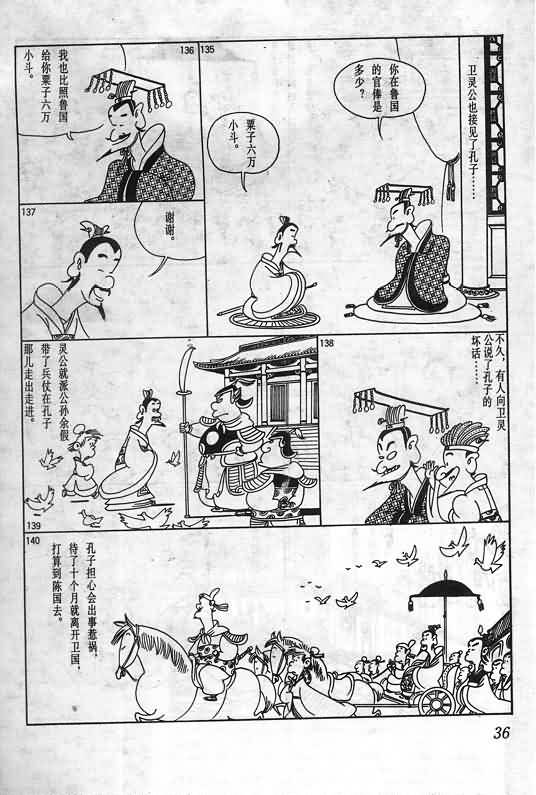 135
卫灵公也接见了孔子……
你在鲁国
的官俸是
多少？
粟子六万
小斗。
136
我也比照鲁国
给你粟子六万
小斗。
137
谢谢。
138
不久，有人向卫灵
公说了孔子的
坏话……
139
灵公就派公孙余假
带了兵仗在孔子
那儿走出走进。
140
孔子担心会出事惹祸，
待了十个月就离开卫国，
打算到陈国去。
36